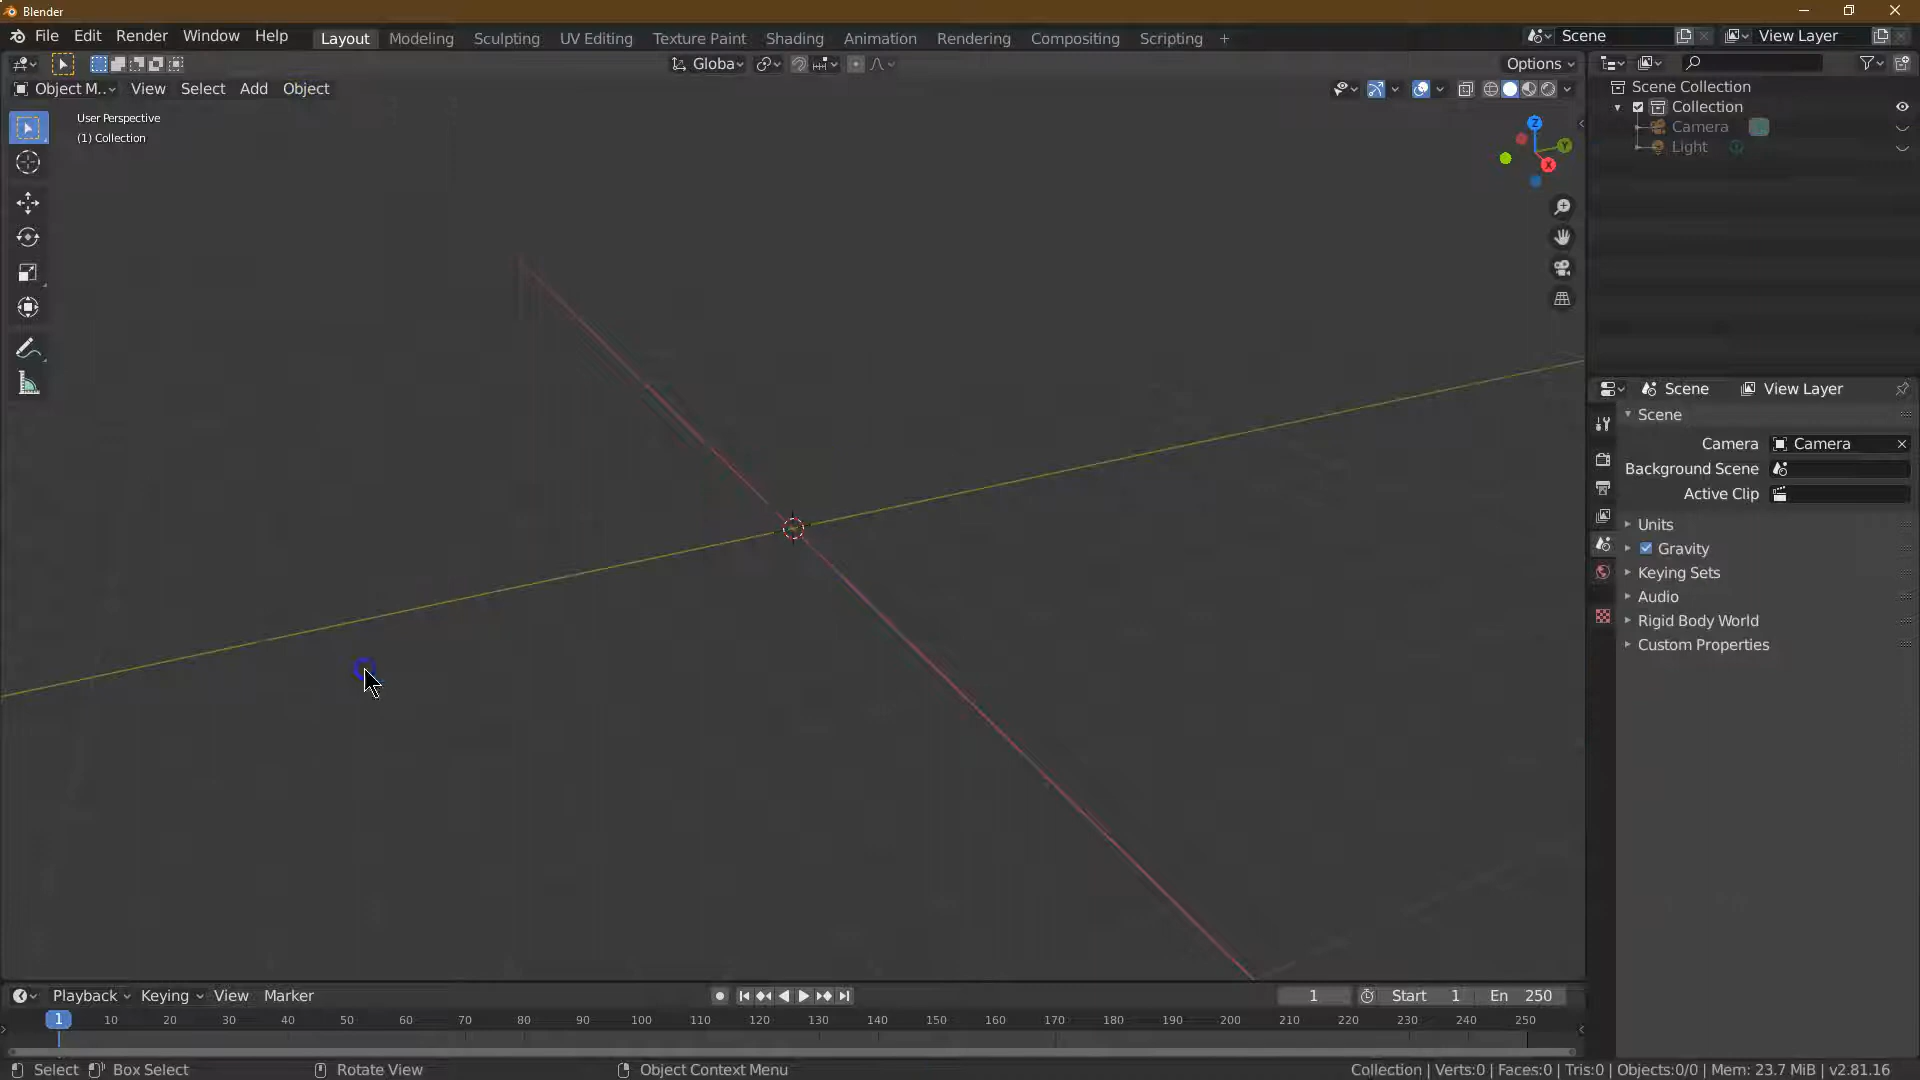 Blender
File Edit Render Window Help Layout Modeling Sculpting UV Editing Texture Paint Shading Animation Rendering Compositing Scripting + Scene View Layer
Globa Options
Object M.. View Select Add Object
User Perspective
(1) Collection
Z
Y
X
Scene Collection
Collection
Camera
Light
Scene View Layer
Scene
Camera Camera
Background Scene
Active Clip
Units
Gravity
Keying Sets
Audio
Rigid Body World
Custom Properties
Playback Keying View Marker 1 Start 1 En 250
1 10 20 30 40 50 60 70 80 90 100 110 120 130 140 150 160 170 180 190 200 210 220 230 240 250
Select Box Select Rotate View Object Context Menu Collection | Verts:0 | Faces:0 | Tris:0 | Objects:0/0 | Mem: 23.7 MiB | v2.81.16